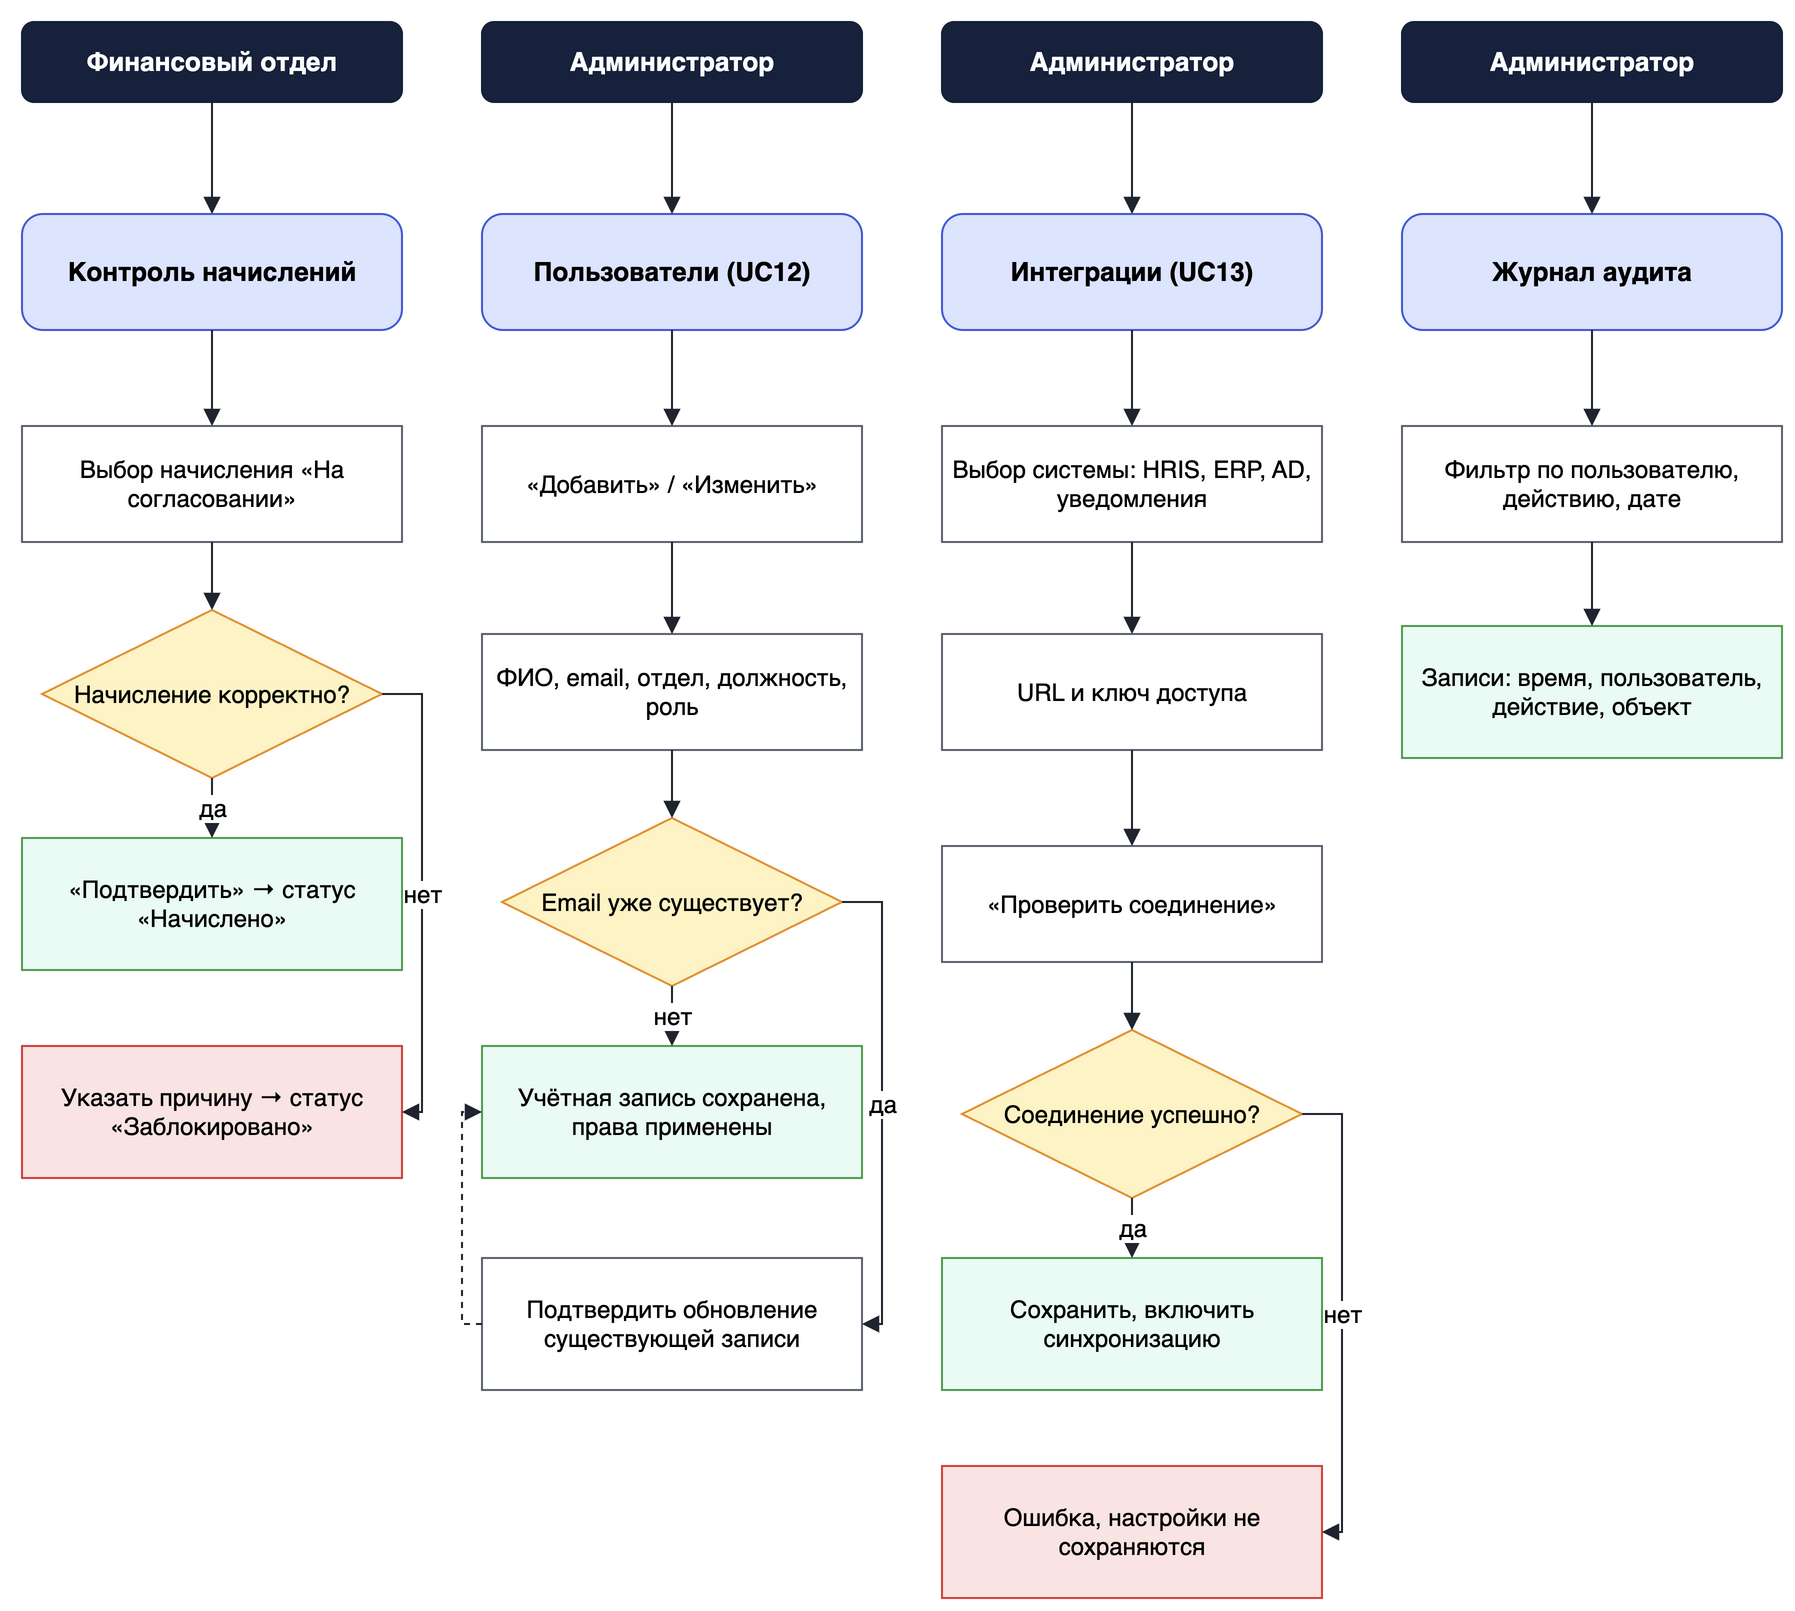 Финансовый отдел
Контроль начислений
Выбор начисления «На
согласовании»
Начисление корректно?
да
нет
«Подтвердить» → статус
«Начислено»
Указать причину → статус
«Заблокировано»
Администратор
Пользователи (UC12)
«Добавить» / «Изменить»
ФИО, email, отдел, должность,
роль
Email уже существует?
нет
да
Учётная запись сохранена,
права применены
Подтвердить обновление
существующей записи
Администратор
Интеграции (UC13)
Выбор системы: HRIS, ERP, AD,
уведомления
URL и ключ доступа
«Проверить соединение»
Соединение успешно?
да
нет
Сохранить, включить
синхронизацию
Ошибка, настройки не
сохраняются
Администратор
Журнал аудита
Фильтр по пользователю,
действию, дате
Записи: время, пользователь,
действие, объект